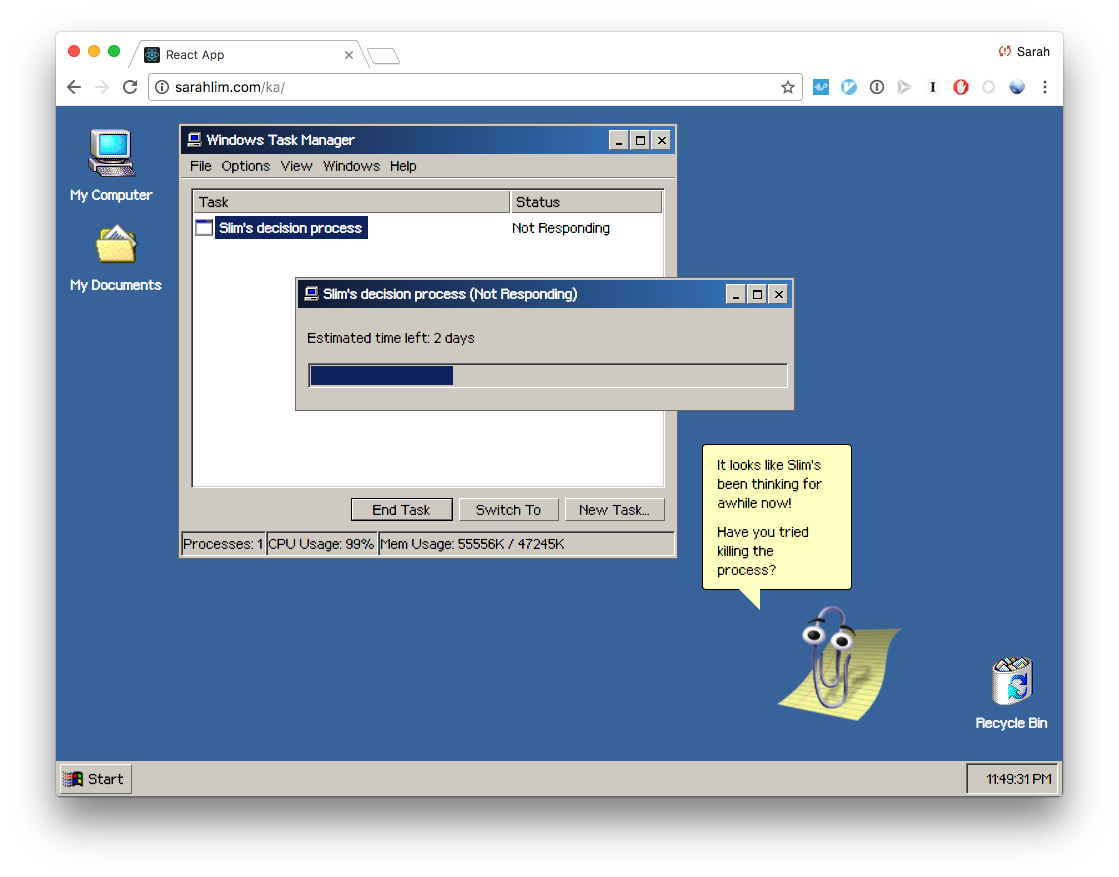 React App
Sarah
sarahlim.com/ka/
My Computer
My Documents
Windows Task Manager
File Options View Windows Help
Task Status
Slim's decision process Not Responding
Slim's decision process (Not Responding)
Estimated time left: 2 days
End Task Switch To New Task...
Processes: 1 CPU Usage: 99% Mem Usage: 55556K / 47245K
It looks like Slim's
been thinking for
awhile now!
Have you tried
killing the
process?
Recycle Bin
Start
11:49:31 PM